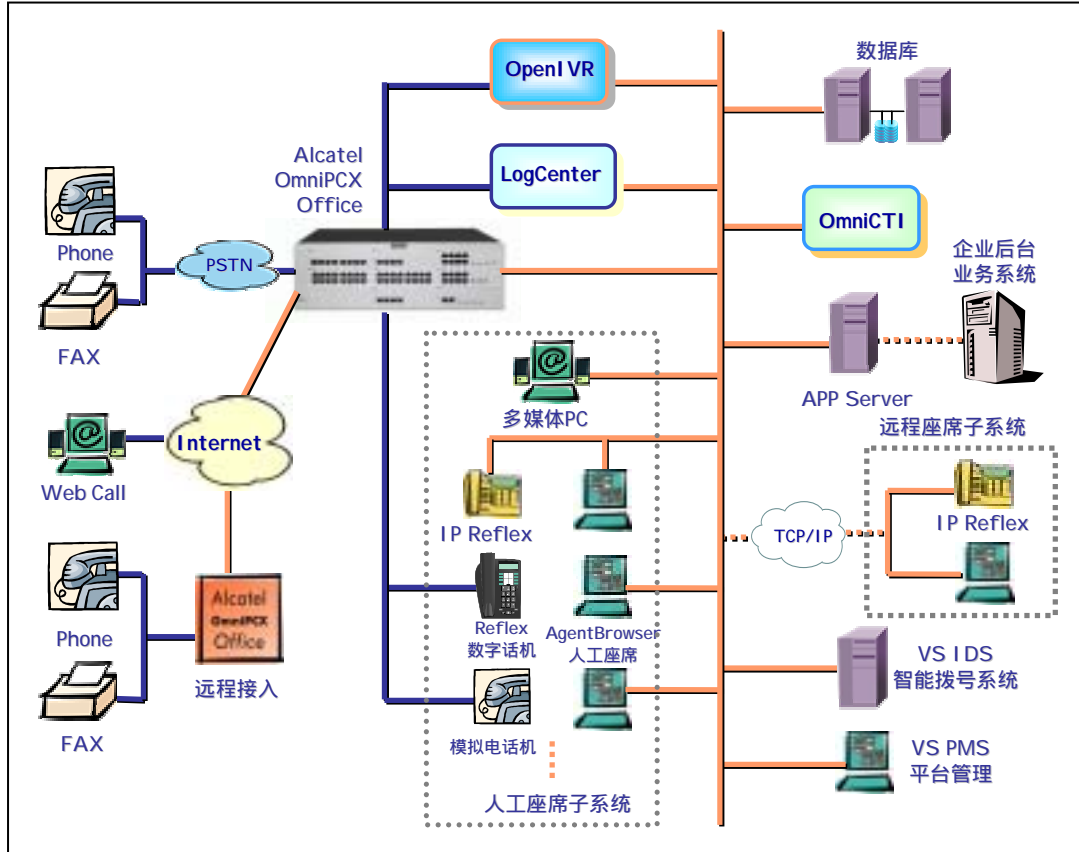 OpenIVR
数据库
Alcatel
OmniPCX
Office
LogCenter
OmniCTI
Phone
PSTN
企业后台
业务系统
FAX
多媒体PC
APP Server
Internet
远程座席子系统
Web Call
IP Reflex
IP Reflex
TCP/IP
Phone
Alcatel
OmniPCX
Office
Reflex
数字话机
AgentBrowser
人工座席
远程接入
VS IDS
智能拨号系统
FAX
模拟电话机
VS PMS
平台管理
人工座席子系统